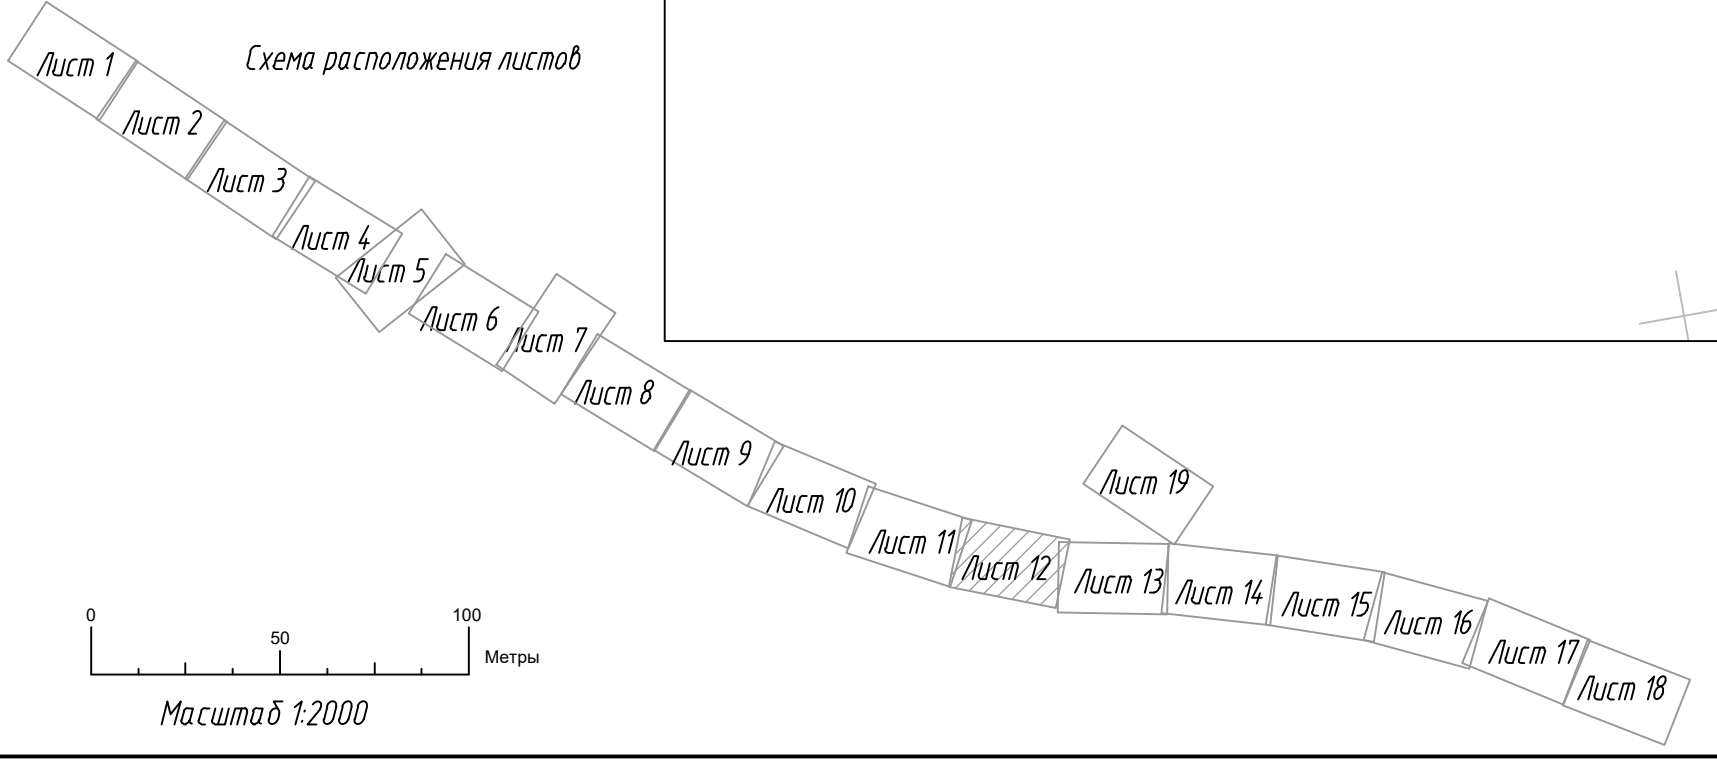 Схема расположения листов
Лист 1
Лист 2
Лист 3
Лист 4
Лист 5
Лист 6
Лист 7
Лист 8
Лист 9
Лист 10
Лист 11
Лист 12
Лист 13
Лист 14
Лист 15
Лист 16
Лист 17
Лист 18
Лист 19
0
50
100
Метры
Масштаб 1:2000